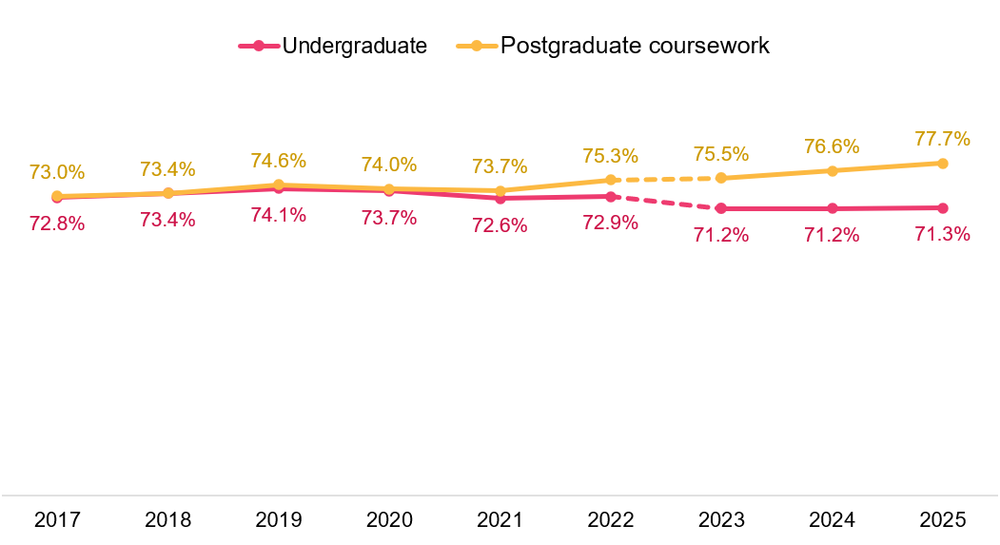 Undergraduate Postgraduate coursework
73.0% 73.4% 74.6% 74.0% 73.7% 75.3% 75.5% 76.6% 77.7%
72.8% 73.4% 74.1% 73.7% 72.6% 72.9% 71.2% 71.2% 71.3%
2017 2018 2019 2020 2021 2022 2023 2024 2025